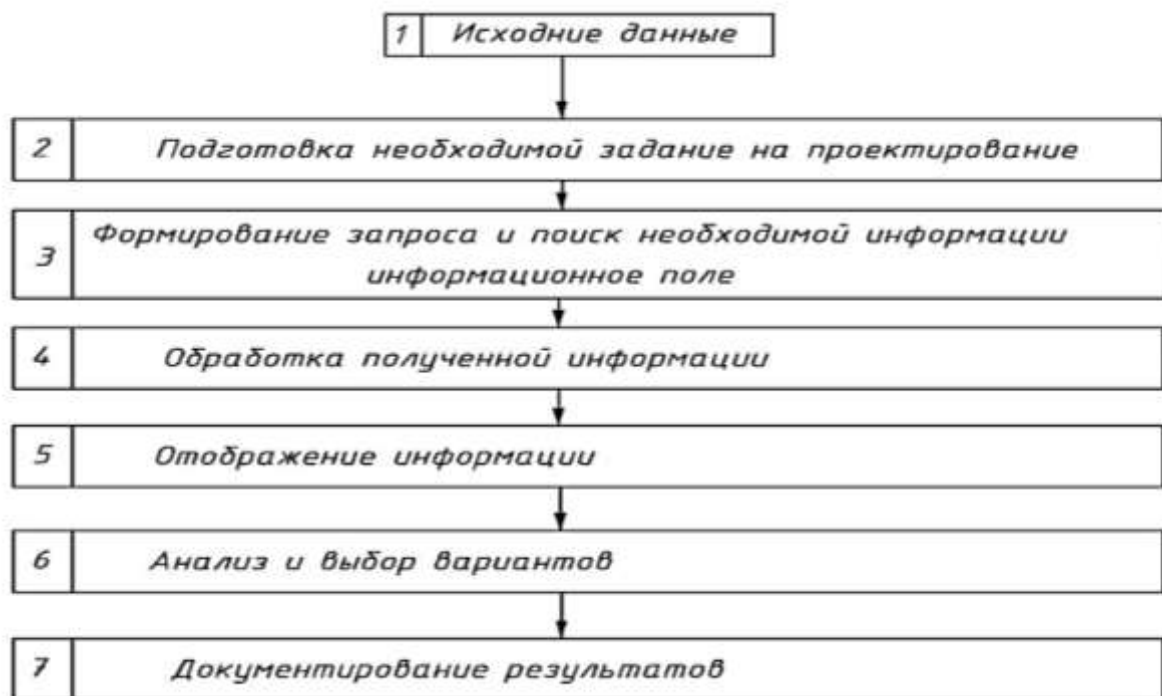 1 Исходние данные
2 Подготовка необходимой задание на проектирование
3 Формирование запроса и поиск необходимой информации
информационное поле
4 Обработка полученной информации
5 Отображение информации
6 Анализ и выбор вариантов
7 Документирование результатов